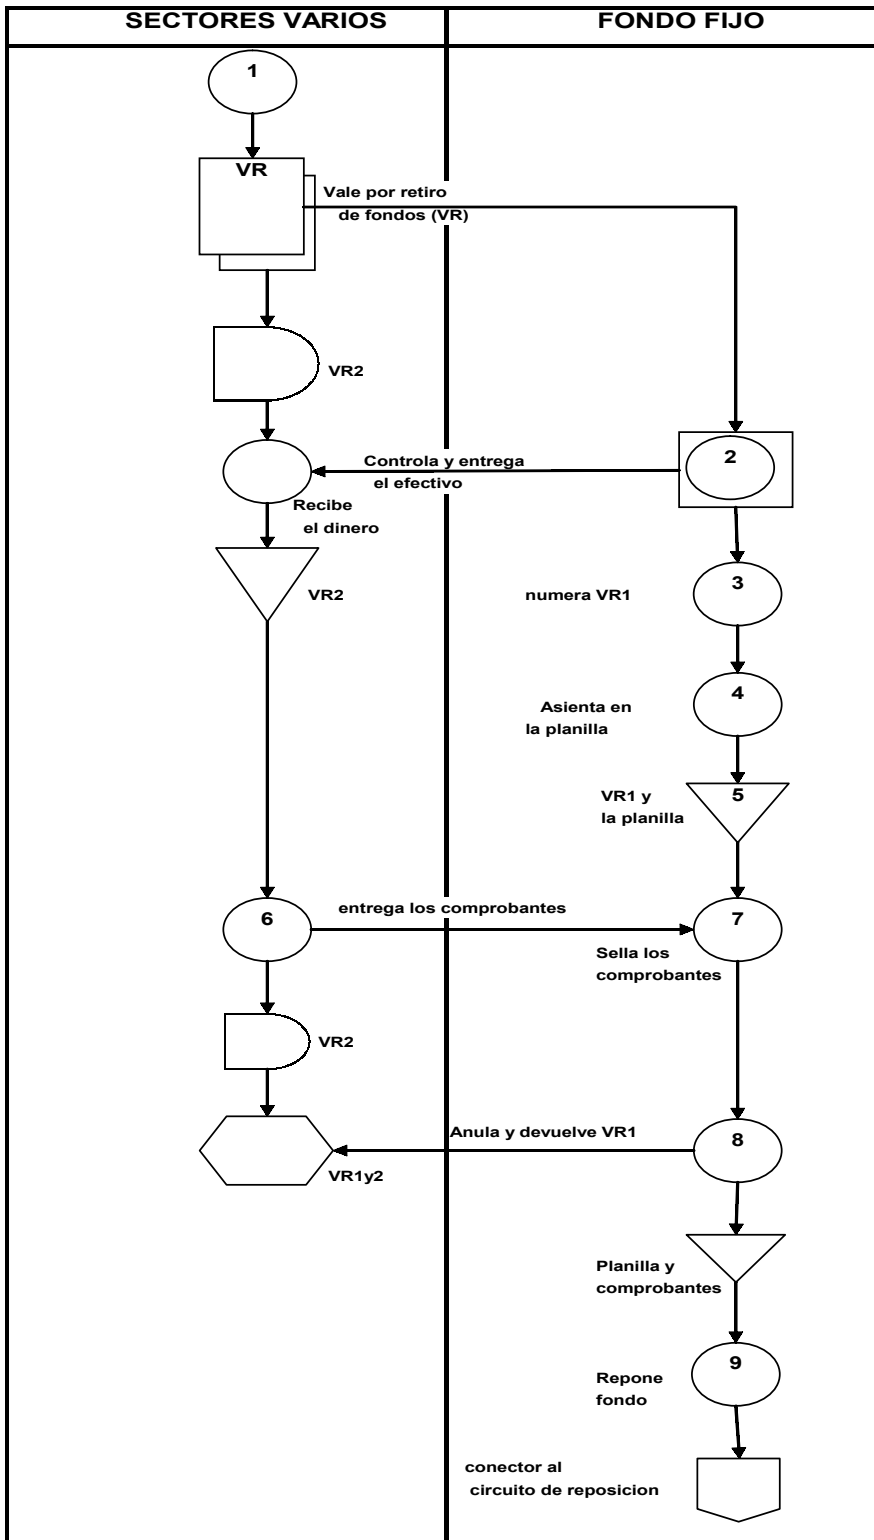 SECTORES VARIOS
FONDO FIJO
1
VR
Vale por retiro
de fondos (VR)
VR2
2
Controla y entrega
el efectivo
Recibe
el dinero
3
numera VR1
VR2
4
Asienta en
la planilla
5
VR1 y
la planilla
6
entrega los comprobantes
7
Sella los
comprobantes
VR2
Anula y devuelve VR1
8
VR1y2
Planilla y
comprobantes
9
Repone
fondo
conector al
circuito de reposicion